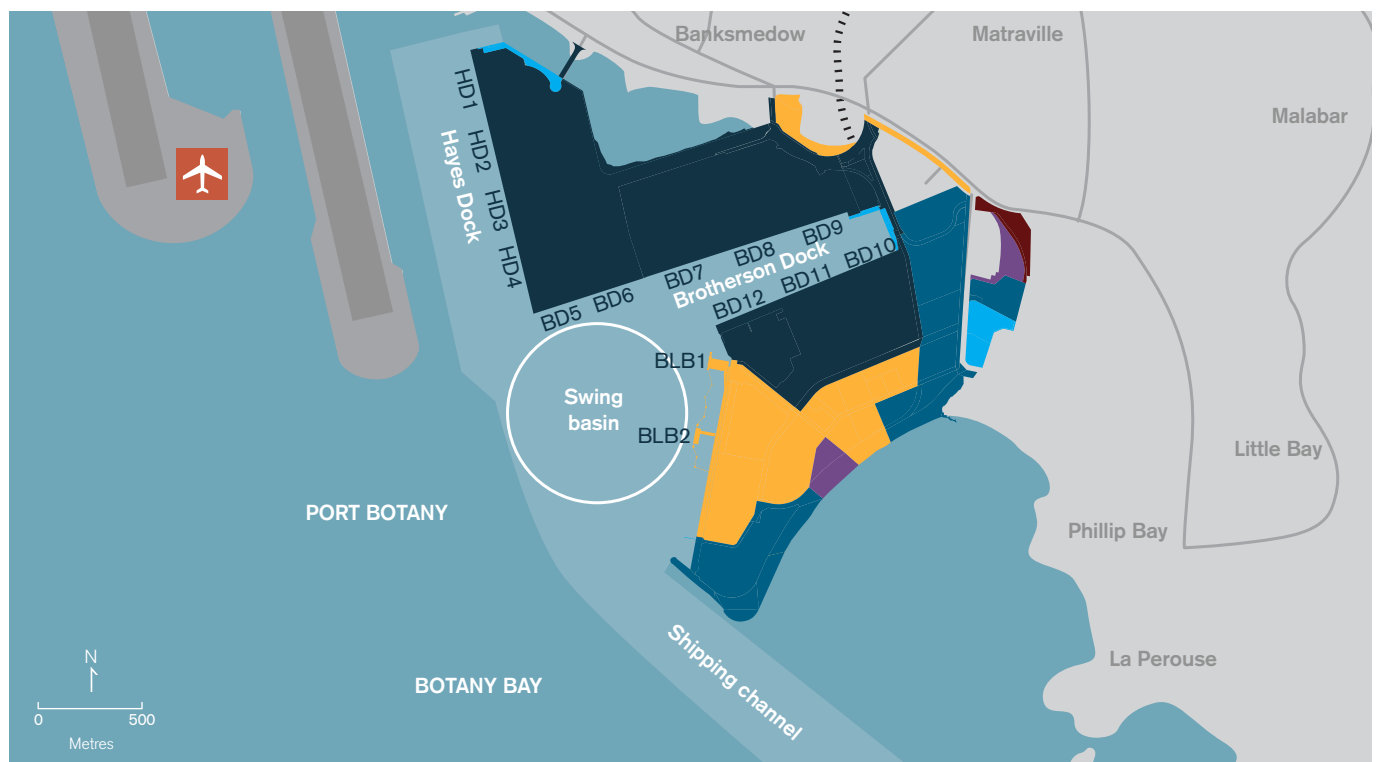 Banksmedow
Matraville
Malabar
HD1
HD2
HD3
HD4
Hayes Dock
BD5
BD6
BD7
BD8
BD9
Brotherson Dock
BD10
BD11
BD12
BLB1
BLB2
Swing
basin
Little Bay
PORT BOTANY
Phillip Bay
Shipping channel
La Perouse
BOTANY BAY
N
0
500
Metres